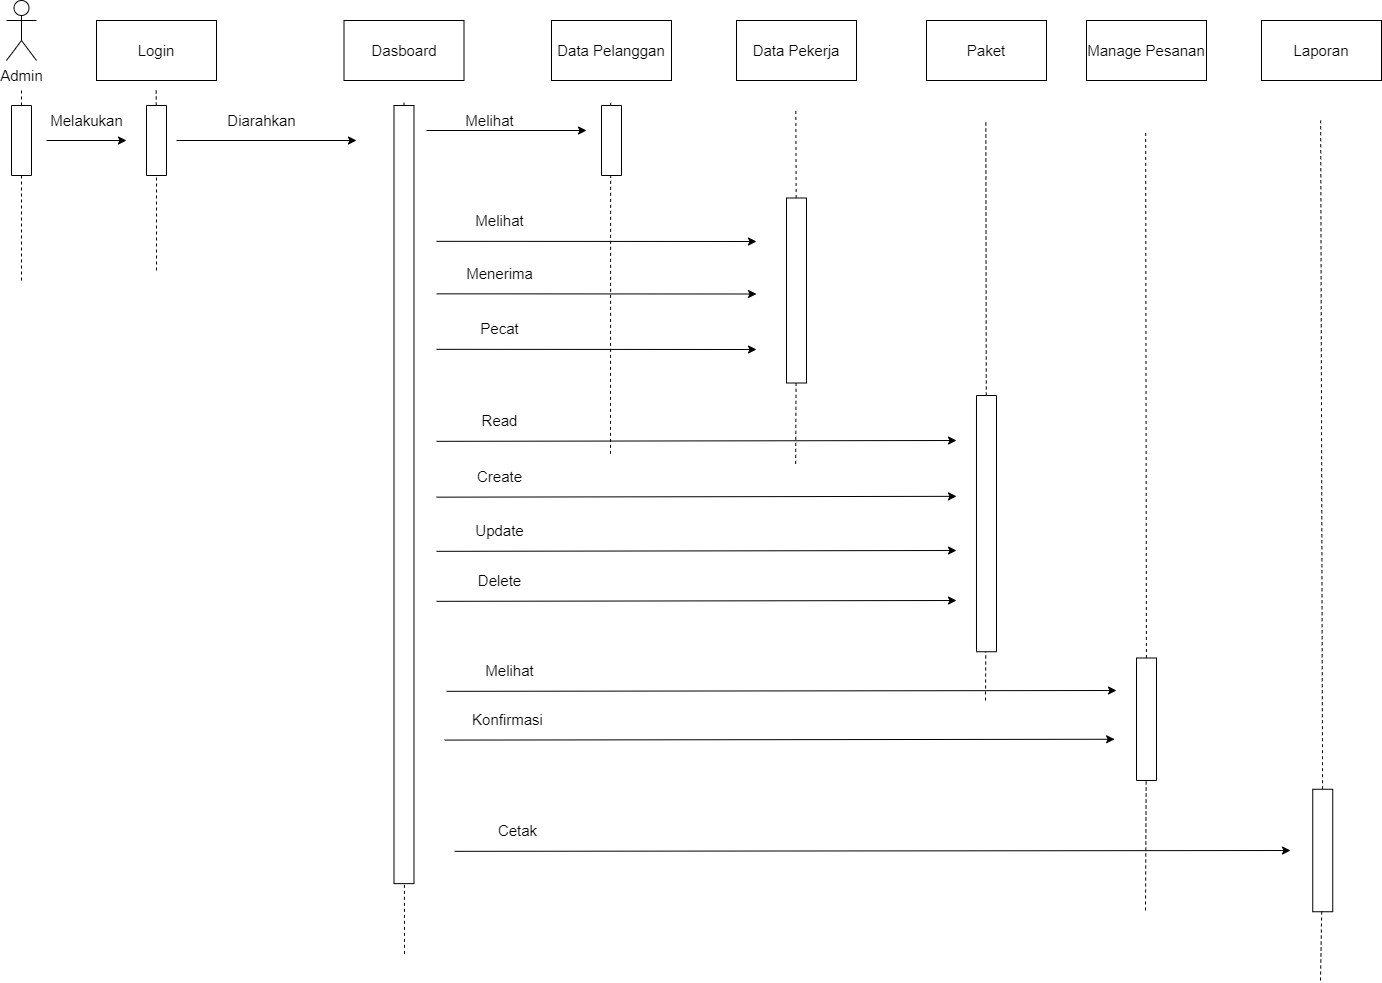 Admin
Login
Dasboard
Data Pelanggan
Data Pekerja
Paket
Manage Pesanan
Laporan
Melakukan
Diarahkan
Melihat
Melihat
Menerima
Pecat
Read
Create
Update
Delete
Melihat
Konfirmasi
Cetak